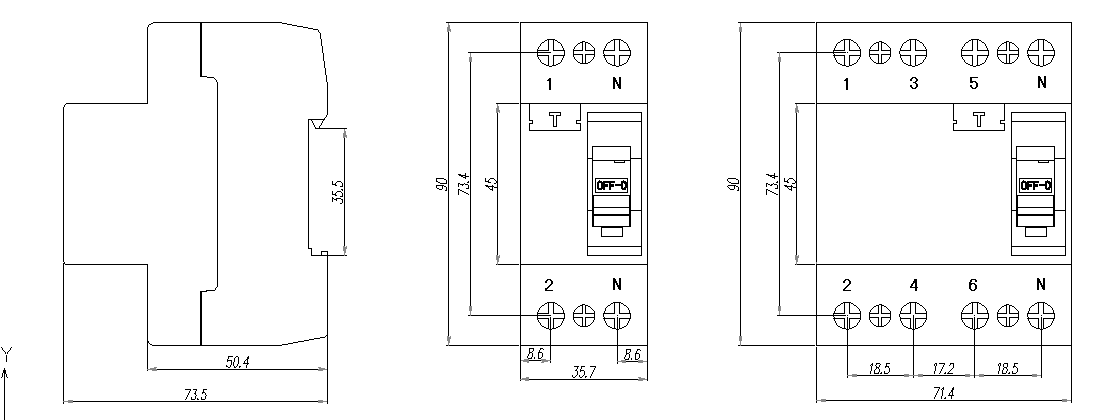 1 N 1 3 5 N
T T
90 73.4 45 90 73.4 45
35.5
OFF-O OFF-O
2 N 2 4 6 N
Y
50.4 8.6 8.6 18.5 17.2 18.5
73.5 35.7 71.4